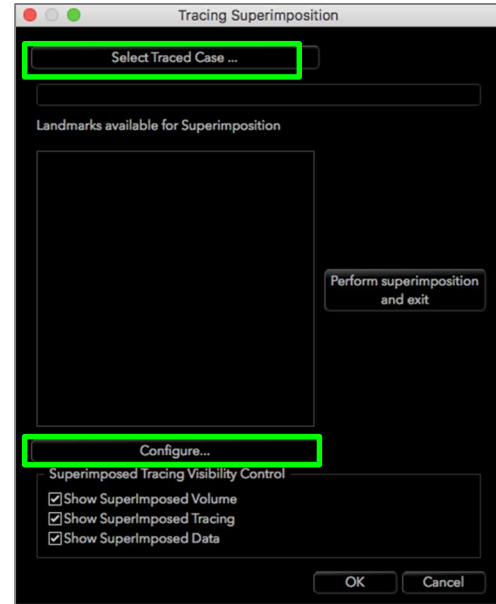 Tracing Superimposition
Select Traced Case ...
Landmarks available for Superimposition
Perform superimposition
and exit
Configure...
Superimposed Tracing Visibility Control
Show SuperImposed Volume
Show SuperImposed Tracing
Show SuperImposed Data
OK
Cancel